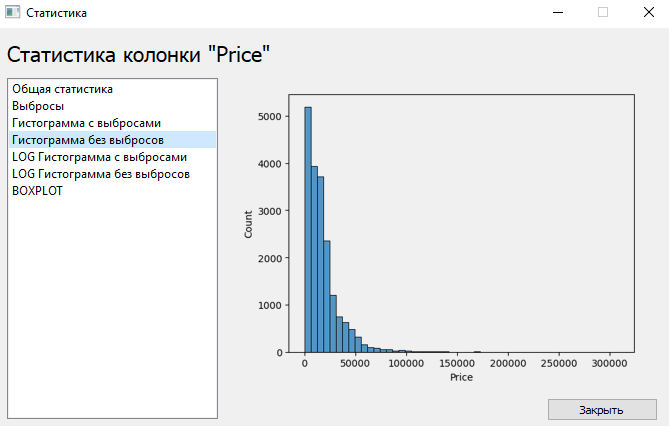 Статистика
Статистика колонки "Price"
Общая статистика
Выбросы
Гистограмма с выбросами
Гистограмма без выбросов
LOG Гистограмма с выбросами
LOG Гистограмма без выбросов
BOXPLOT
5000
4000
3000
2000
1000
0
Count
0 50000 100000 150000 200000 250000 300000
Price
Закрыть